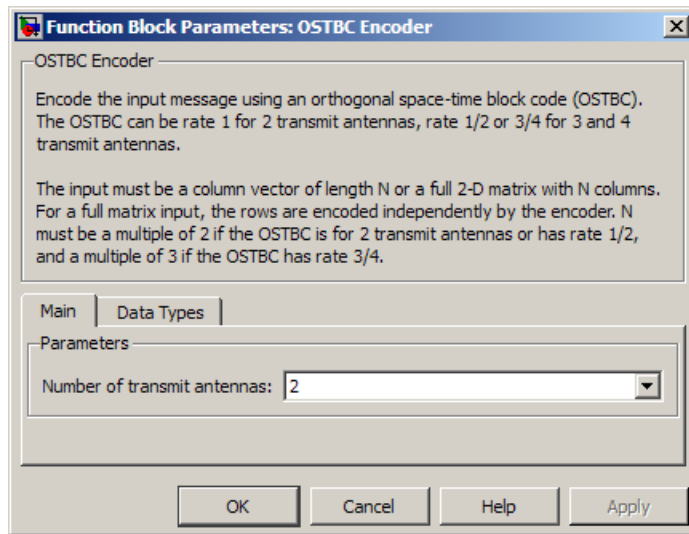 Function Block Parameters: OSTBC Encoder
OSTBC Encoder
Encode the input message using an orthogonal space-time block code (OSTBC).
The OSTBC can be rate 1 for 2 transmit antennas, rate 1/2 or 3/4 for 3 and 4
transmit antennas.
The input must be a column vector of length N or a full 2-D matrix with N columns.
For a full matrix input, the rows are encoded independently by the encoder. N
must be a multiple of 2 if the OSTBC is for 2 transmit antennas or has rate 1/2,
and a multiple of 3 if the OSTBC has rate 3/4.
Main Data Types
Parameters
Number of transmit antennas: 2
OK Cancel Help Apply